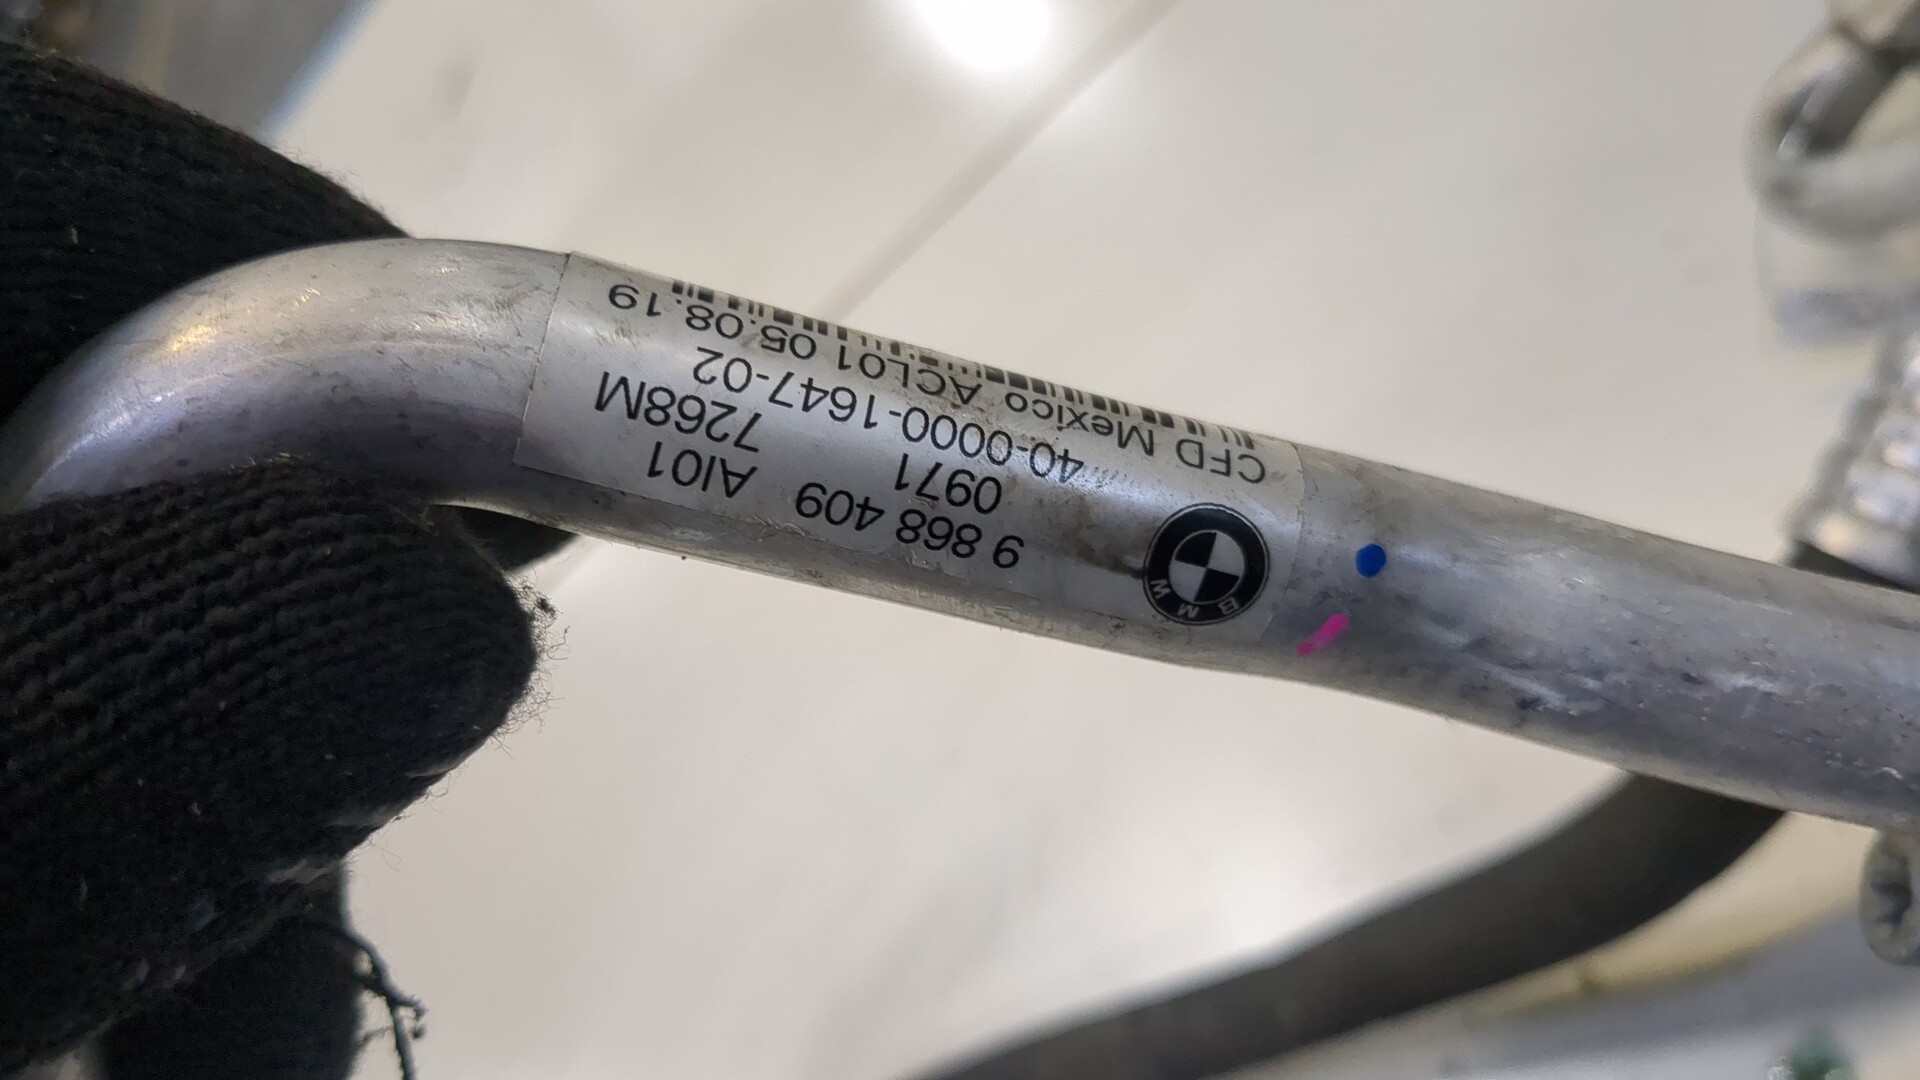 BMW
9 868 409 AI01
0971 7268M
40-0000-1647-02
CFD Mexico ACL01 05.08.19